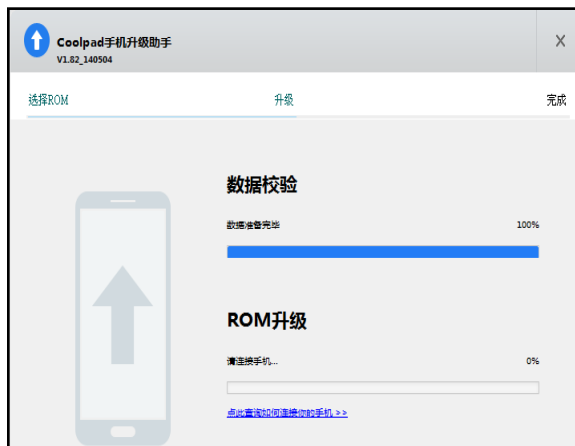 Coolpad手机升级助手
V1.82_140504
X
选择ROM 升级 完成
数据校验
数据准备完毕 100%
ROM升级
请连接手机... 0%
点此查询如何连接你的手机 >>